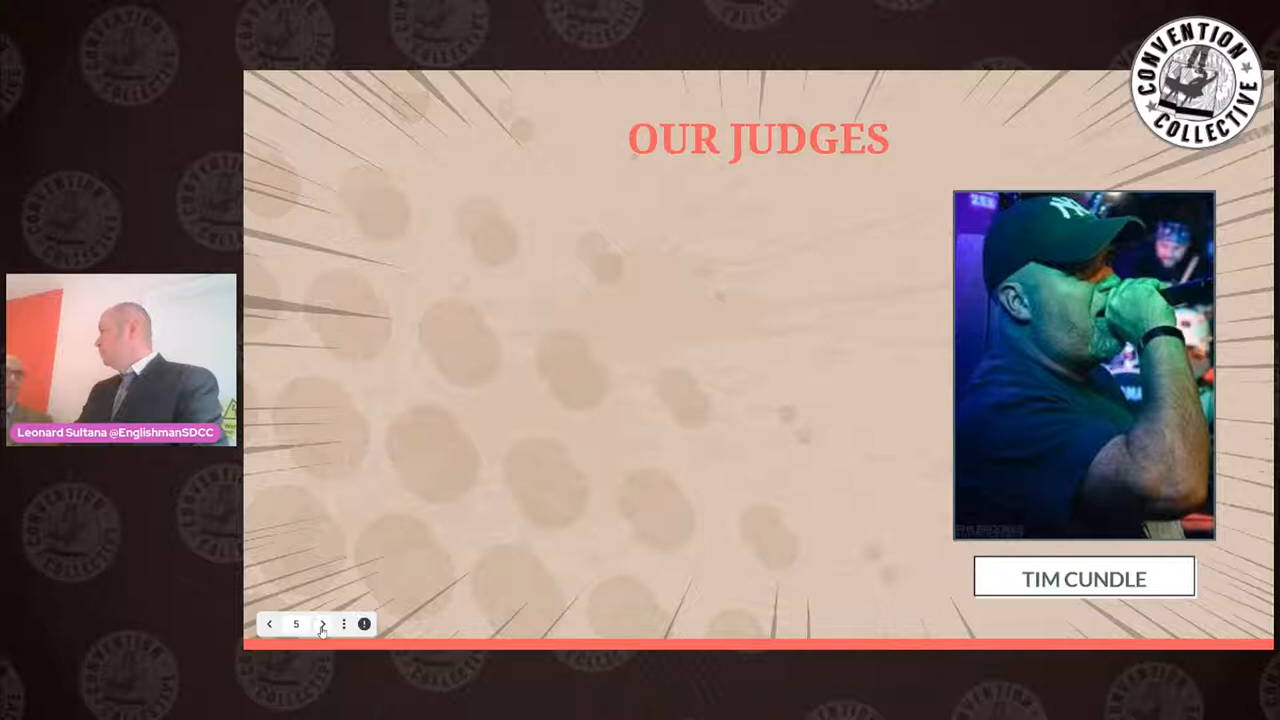 CONVENTION
COLLECTIVE
OUR JUDGES
Leonard Sultana @EnglishmanSDCC
TIM CUNDLE
5